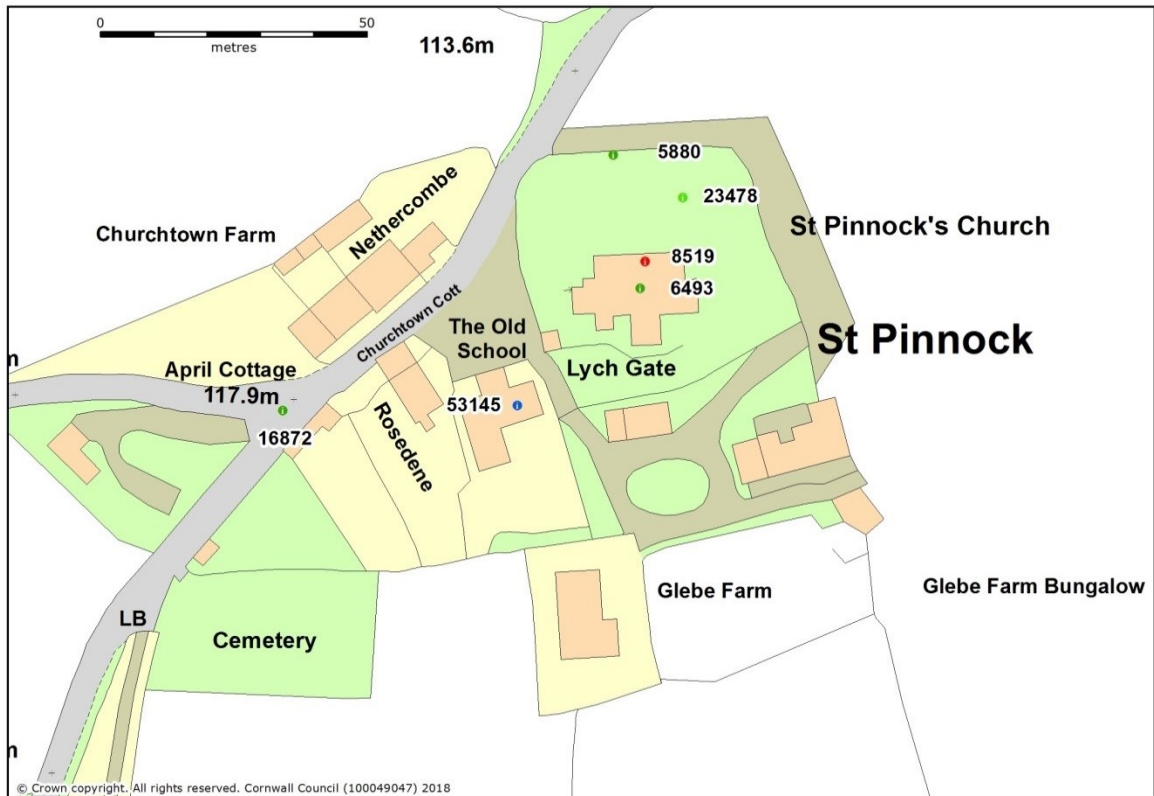 0
50
metres
113.6m
5880
23478
St Pinnock's Church
Nethercombe
Churchtown Farm
8519
6493
Churchtown Cott
The Old
School
St Pinnock
Lych Gate
April Cottage
117.9m
53145
Rosedene
16872
Glebe Farm
Glebe Farm Bungalow
LB
Cemetery
© Crown copyright. All rights reserved. Cornwall Council (100049047) 2018